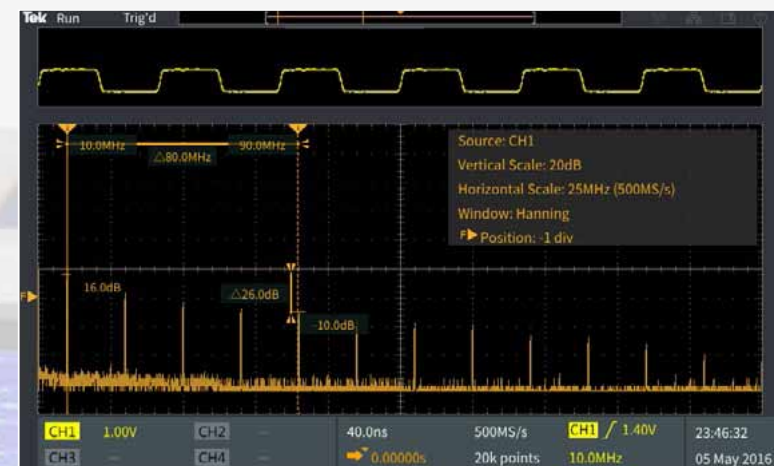 Tek Run Trig'd
10.0MHz 90.0MHz
△80.0MHz
Source: CH1
Vertical Scale: 20dB
Horizontal Scale: 25MHz (500MS/s)
Window: Hanning
F Position: -1 div
16.0dB
△26.0dB
-10.0dB
F
CH1 1.00V CH2 — 40.0ns 500MS/s CH1 / 1.40V 23:46:32
CH3 — CH4 — 0.00000s 20k points 10.0MHz 05 May 2016